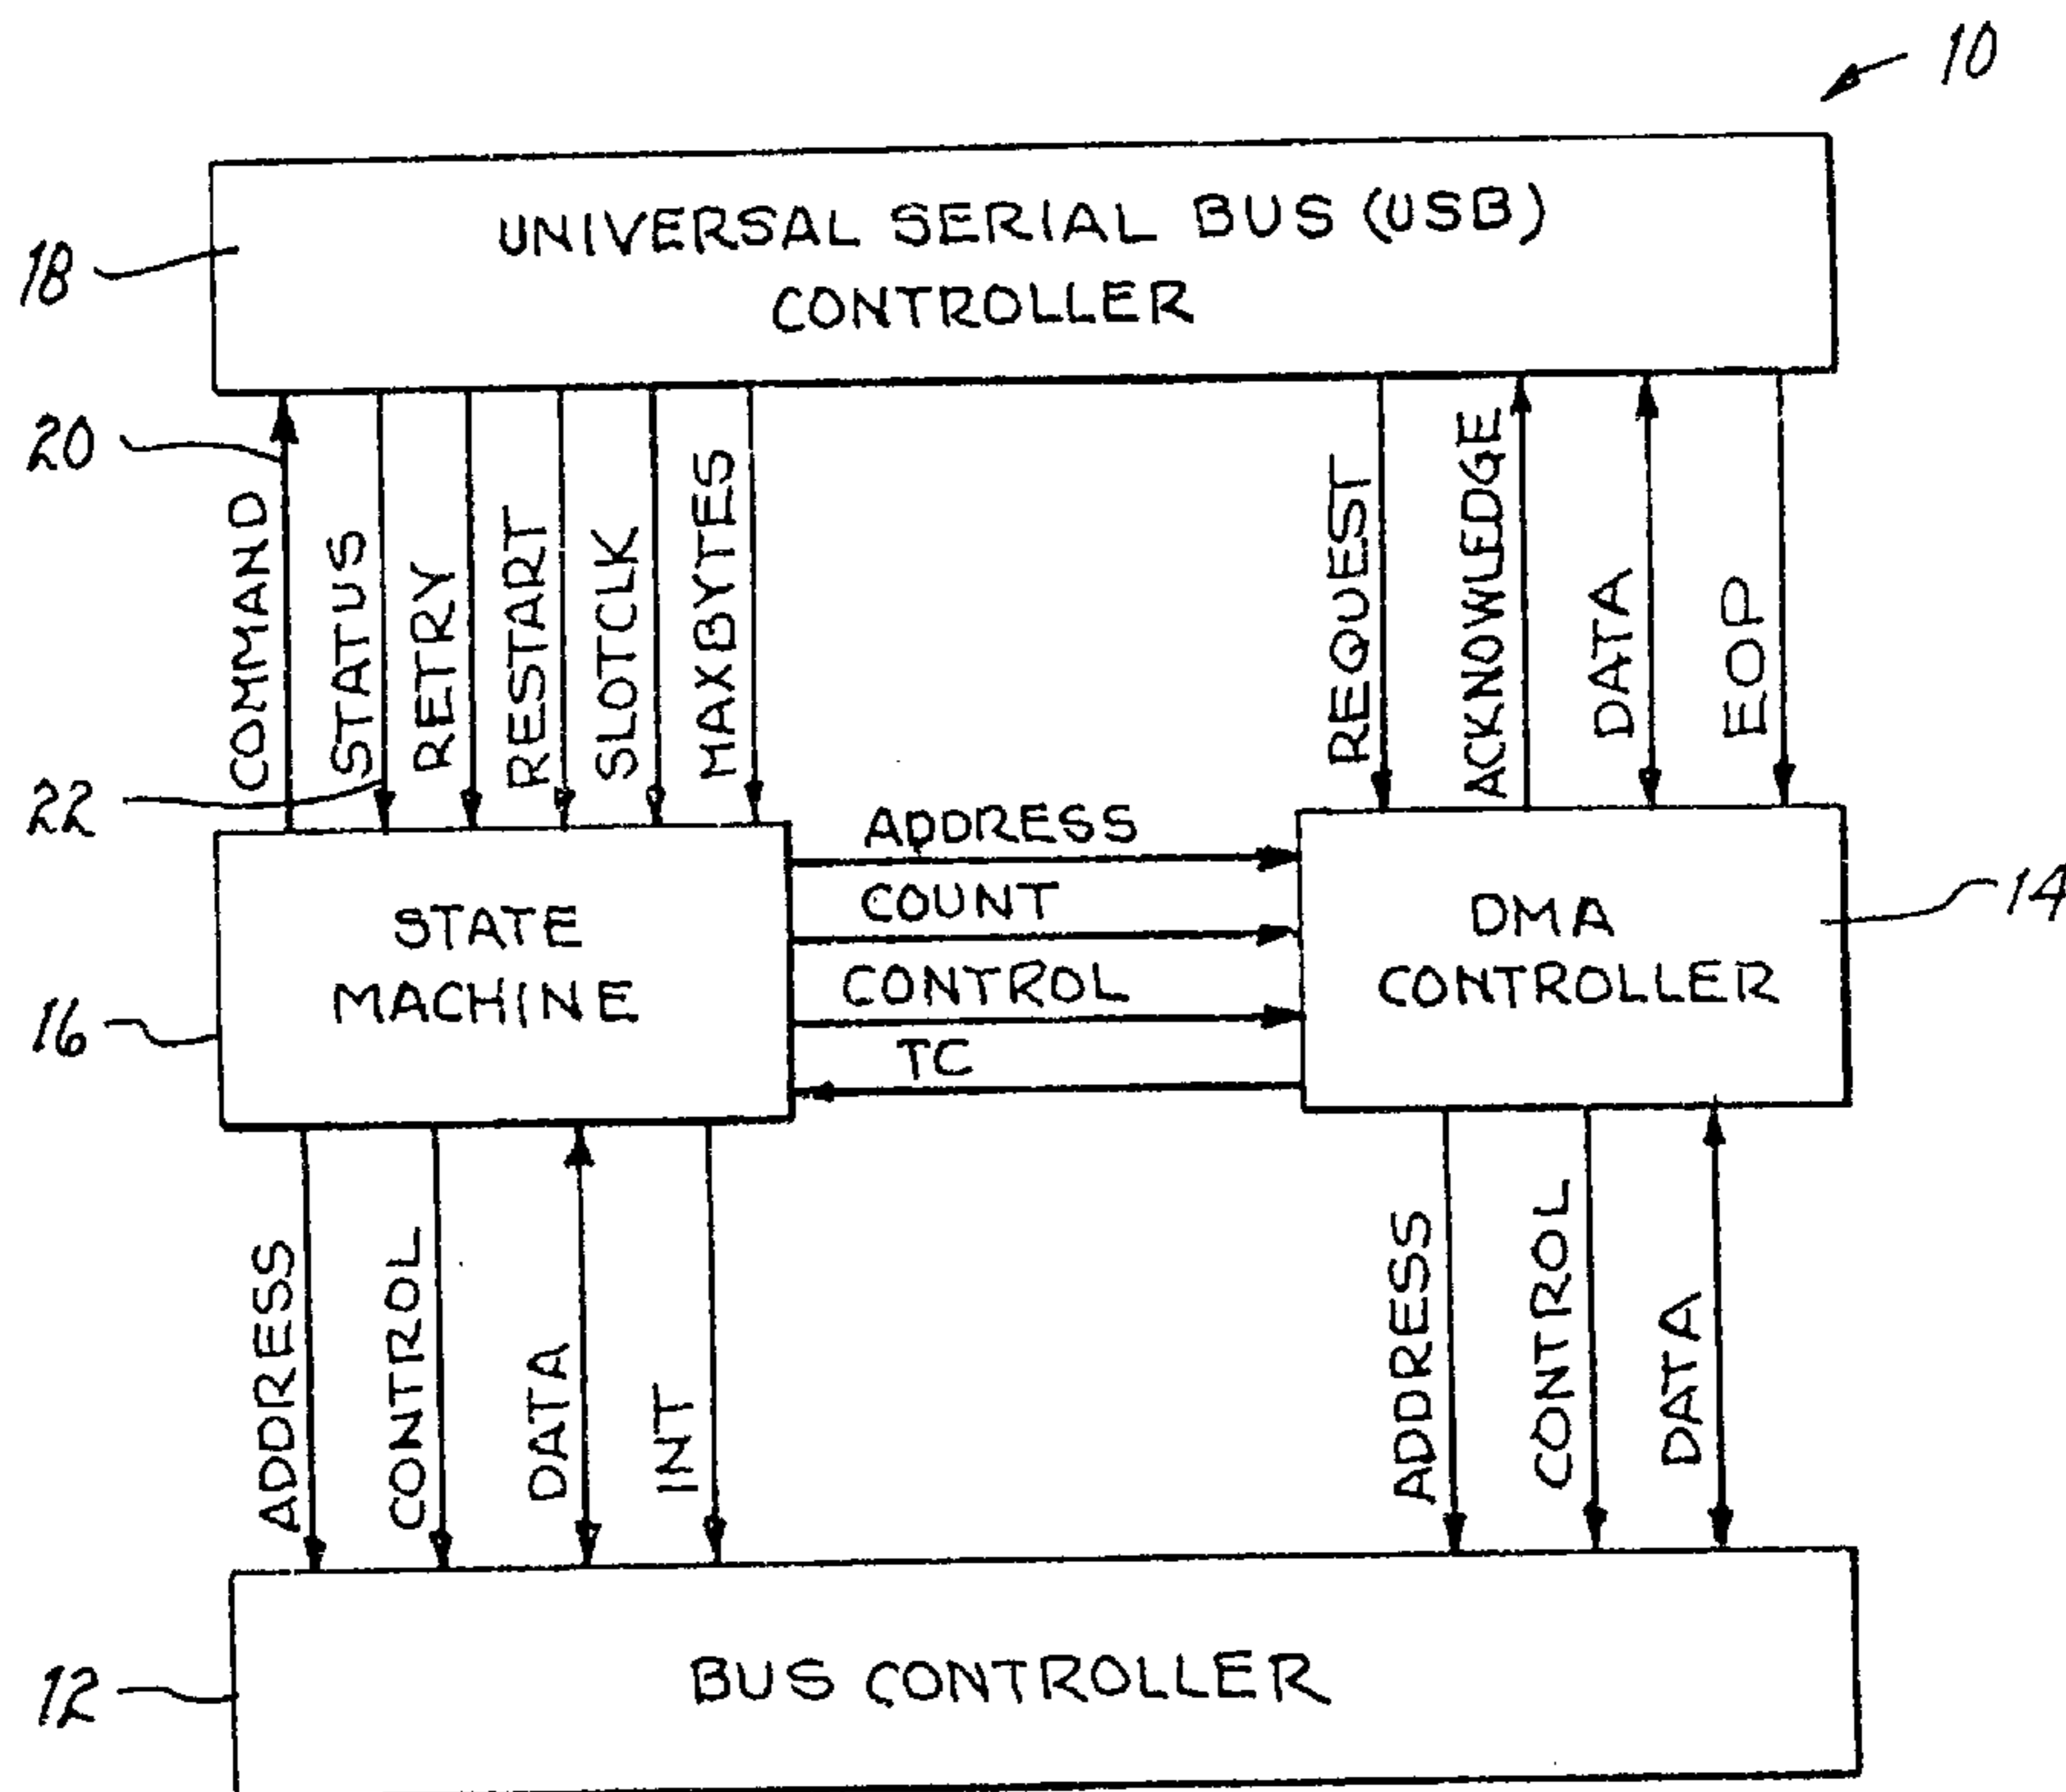 10
UNIVERSAL SERIAL BUS (USB)
CONTROLLER
18
20
COMMAND
STATUS
RETRY
RESTART
SLOTCLK
MAXBYTES
REQUEST
ACKNOWLEDGE
DATA
EOP
22
ADDRESS
COUNT
CONTROL
TC
STATE
MACHINE
16
DMA
CONTROLLER
14
ADDRESS
CONTROL
DATA
INT
ADDRESS
CONTROL
DATA
12
BUS CONTROLLER